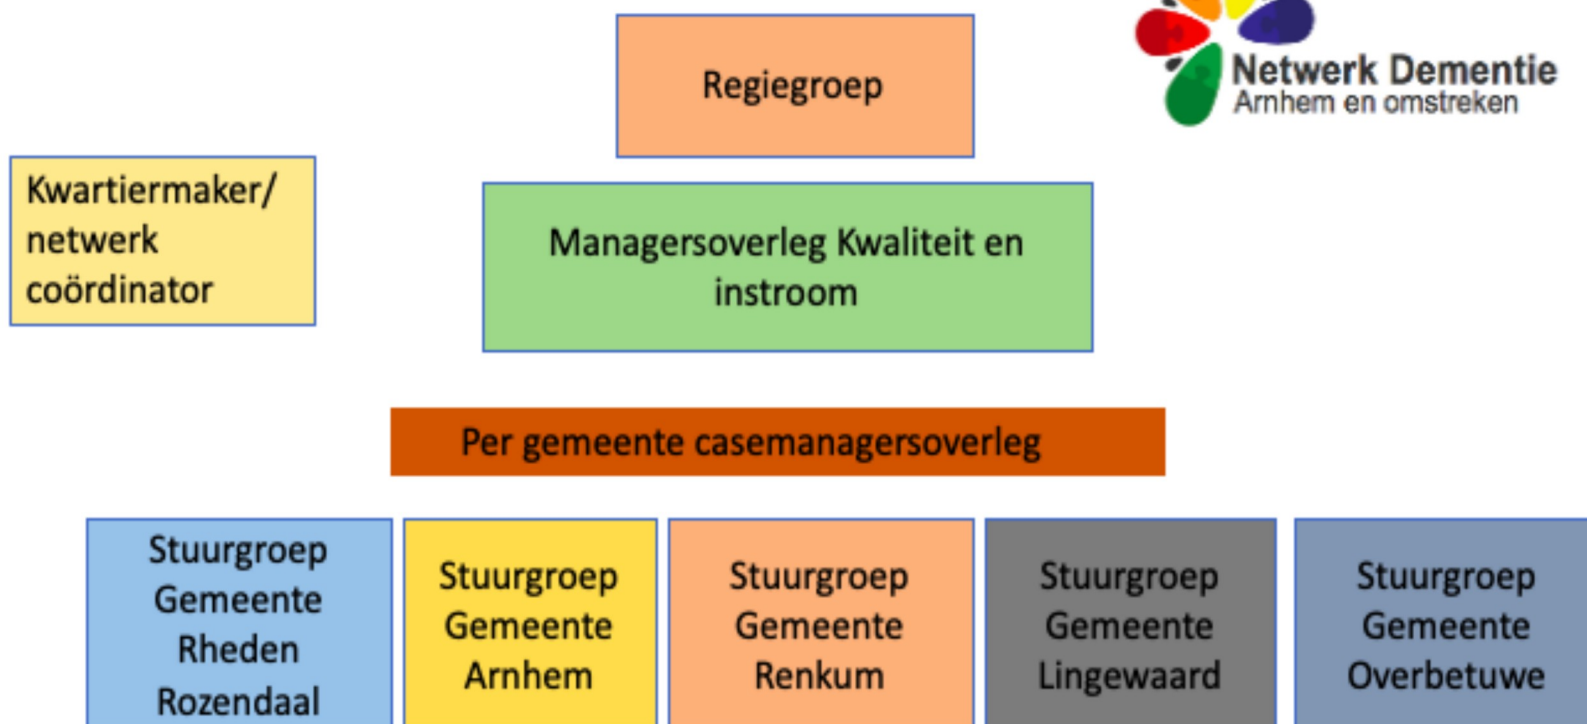 Regiegroep
Netwerk Dementie
Arnhem en omstreken
Kwartiermaker/
netwerk
coördinator
Managersoverleg Kwaliteit en
instroom
Per gemeente casemanagersoverleg
Stuurgroep
Gemeente
Rheden
Rozendaal
Stuurgroep
Gemeente
Arnhem
Stuurgroep
Gemeente
Renkum
Stuurgroep
Gemeente
Lingewaard
Stuurgroep
Gemeente
Overbetuwe